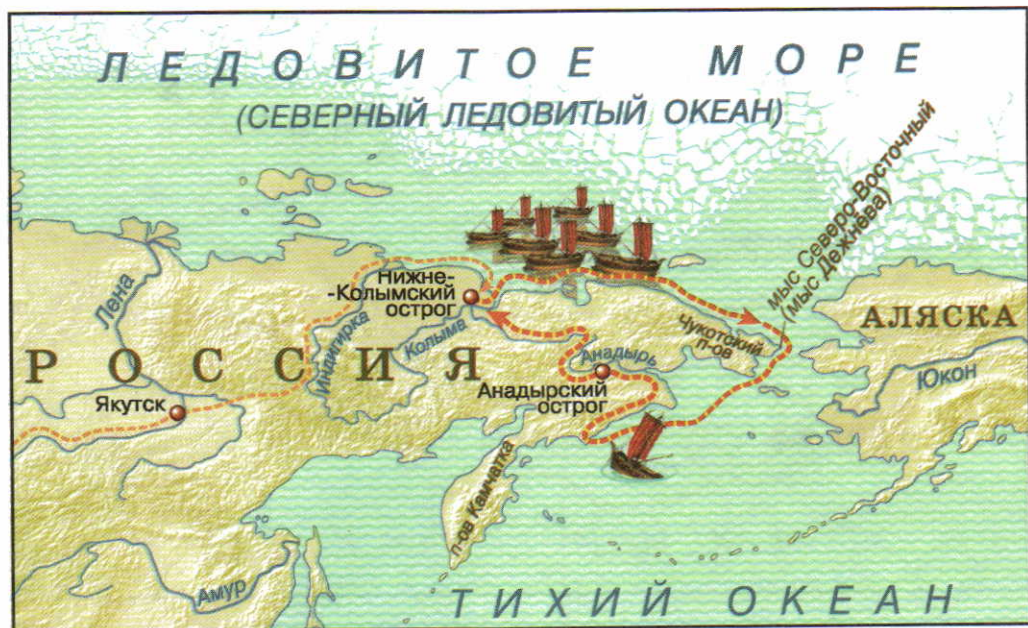 ЛЕДОВИТОЕ МОРЕ
(СЕВЕРНЫЙ ЛЕДОВИТЫЙ ОКЕАН)
мыс Северо-Восточный
(мыс Дежнёва)
Нижне-
-Колымский
острог
Лена
Индигирка
Колыма
Чукотский
п-ов
АЛЯСКА
РОССИЯ
Анадырь
Анадырский
острог
Юкон
Якутск
п-ов Камчатка
Амур
ТИХИЙ ОКЕАН